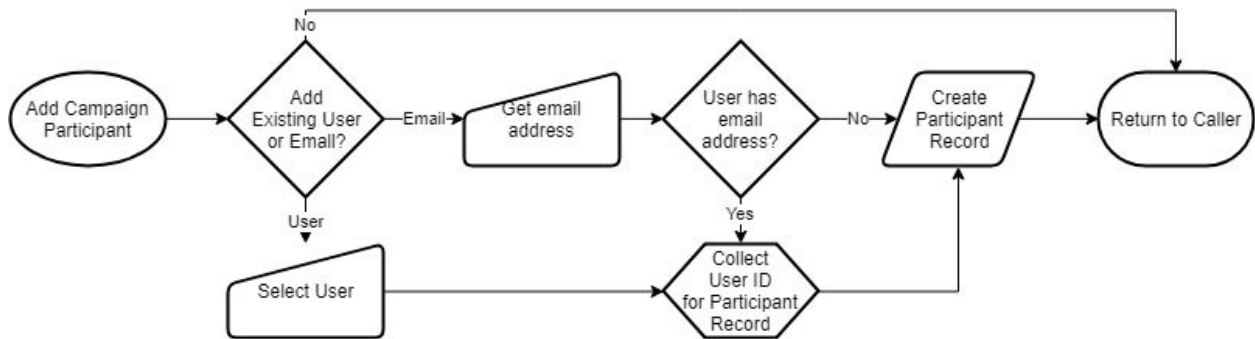 No
Add Campaign
Participant
Add
Existing User
or Email?
Email
Get email
address
User has
email
address?
No
Create
Participant
Record
Return to Caller
User
Yes
Select User
Collect
User ID
for Participant
Record